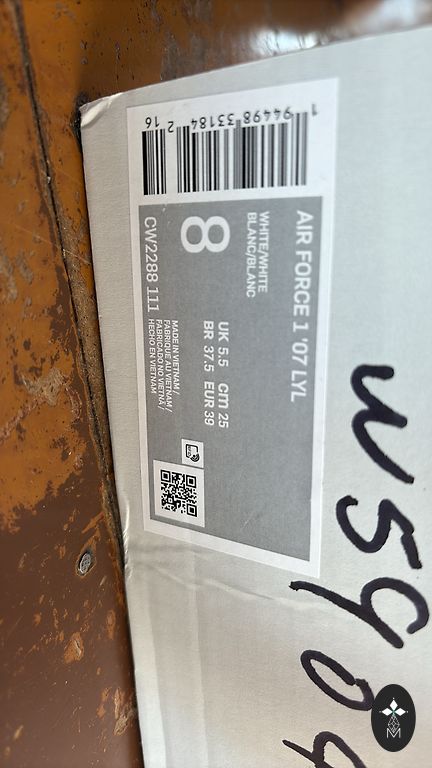 1 94498 33184 2 16
AIR FORCE 1 '07 LYL
WHITE/WHITE
BLANC/BLANC
8
UK 5.5 cm 25
BR 37.5 EUR 39
MADE IN VIETNAM /
FABRIQUE AU VIETNAM /
FABRICADO NO VIETNÃ /
HECHO EN VIETNAM
CW2288 111
M